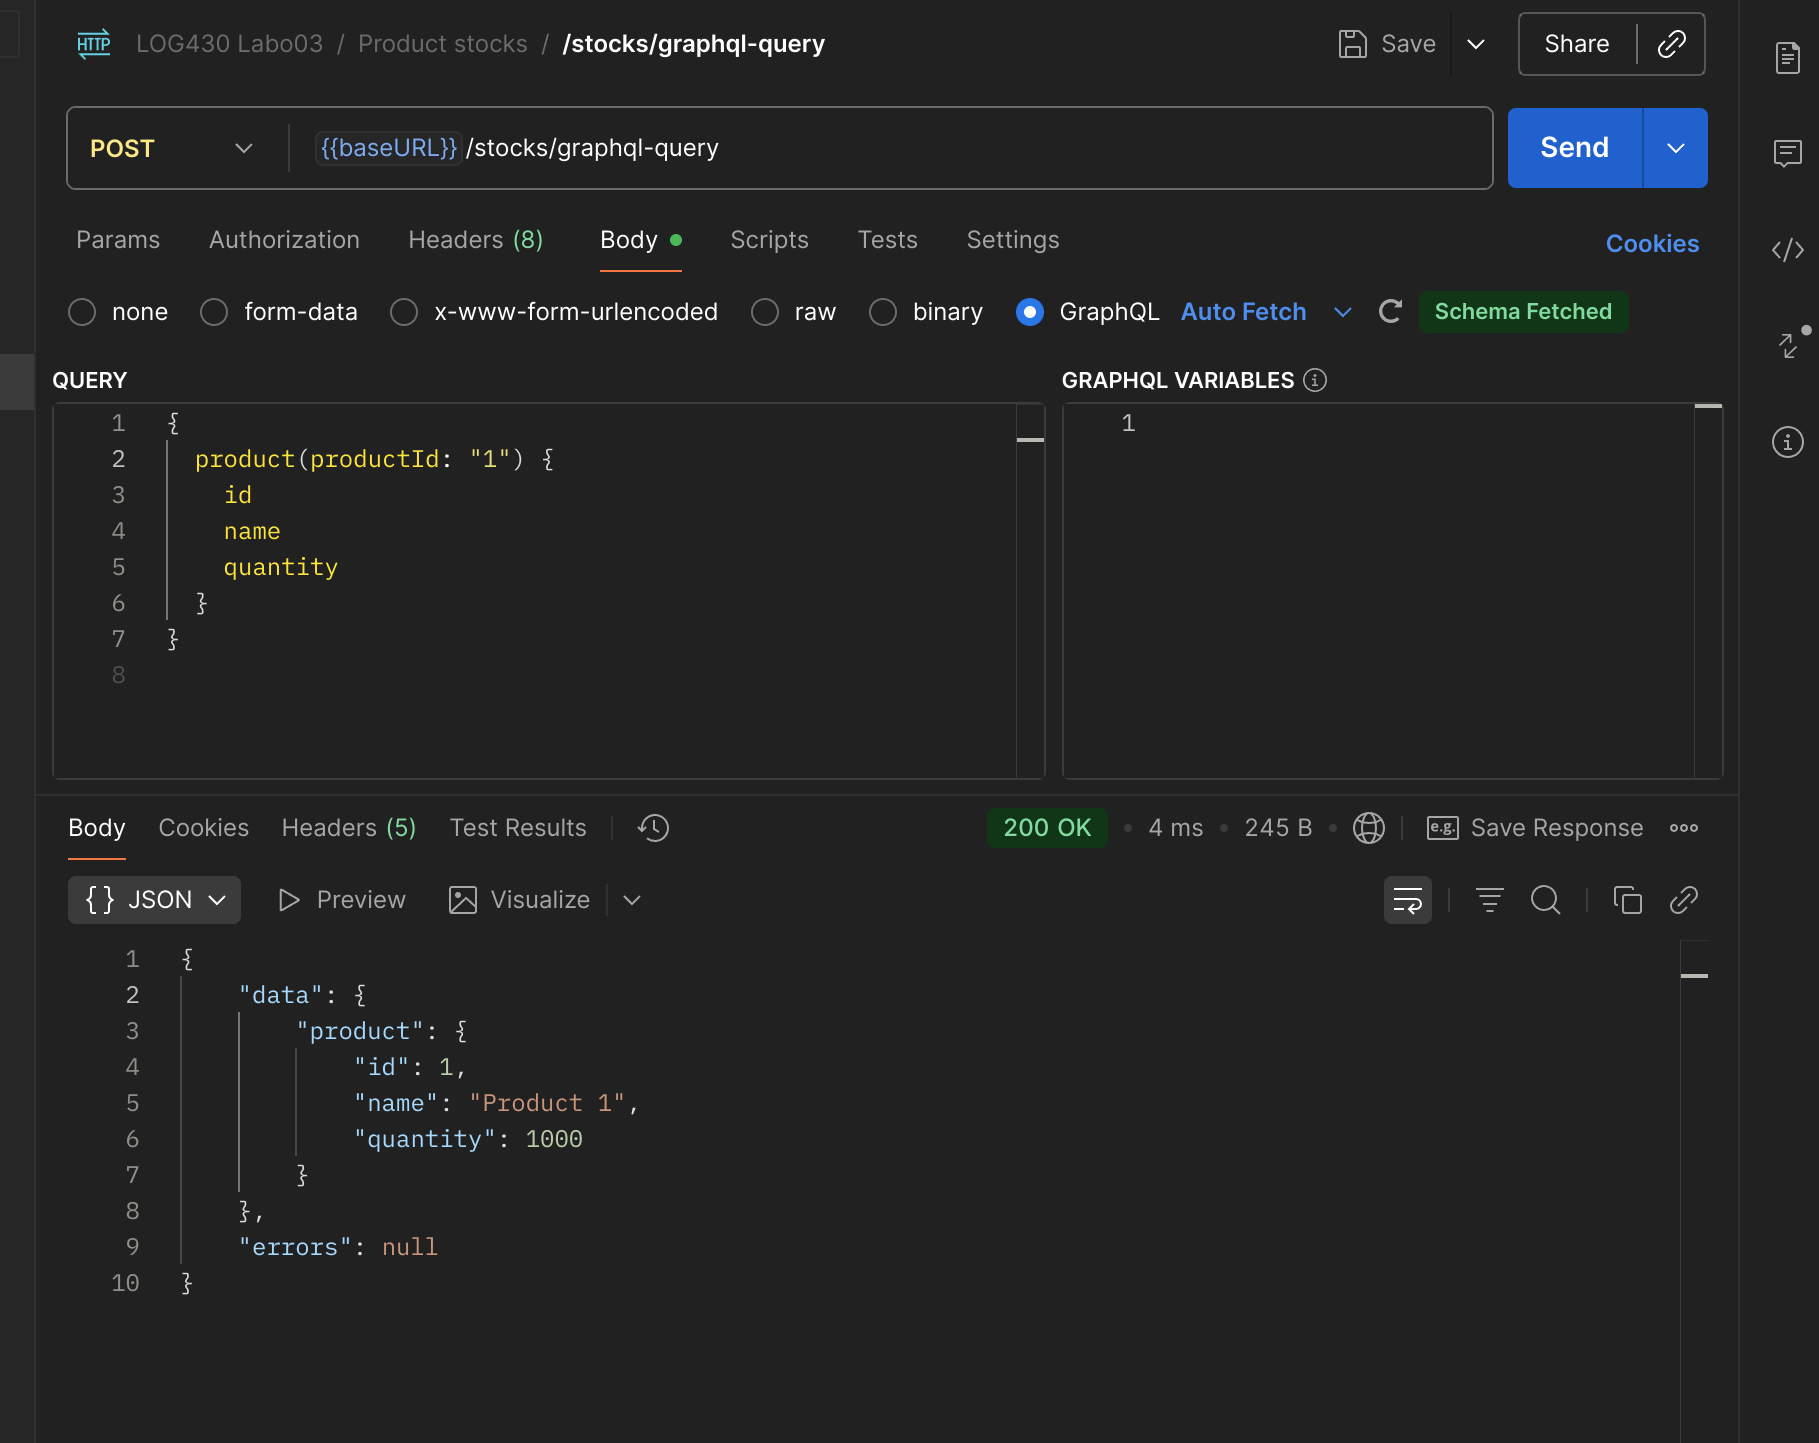 HTTP LOG430 Labo03 / Product stocks / /stocks/graphql-query Save Share
POST {{baseURL}}/stocks/graphql-query Send
Params Authorization Headers (8) Body Scripts Tests Settings Cookies
none form-data x-www-form-urlencoded raw binary GraphQL Auto Fetch Schema Fetched
QUERY
1 {
2 product(productId: "1") {
3 id
4 name
5 quantity
6 }
7 }
8
GRAPHQL VARIABLES
1
Body Cookies Headers (5) Test Results 200 OK • 4 ms • 245 B • e.g. Save Response
{} JSON Preview Visualize
1 {
2 "data": {
3 "product": {
4 "id": 1,
5 "name": "Product 1",
6 "quantity": 1000
7 }
8 },
9 "errors": null
10 }